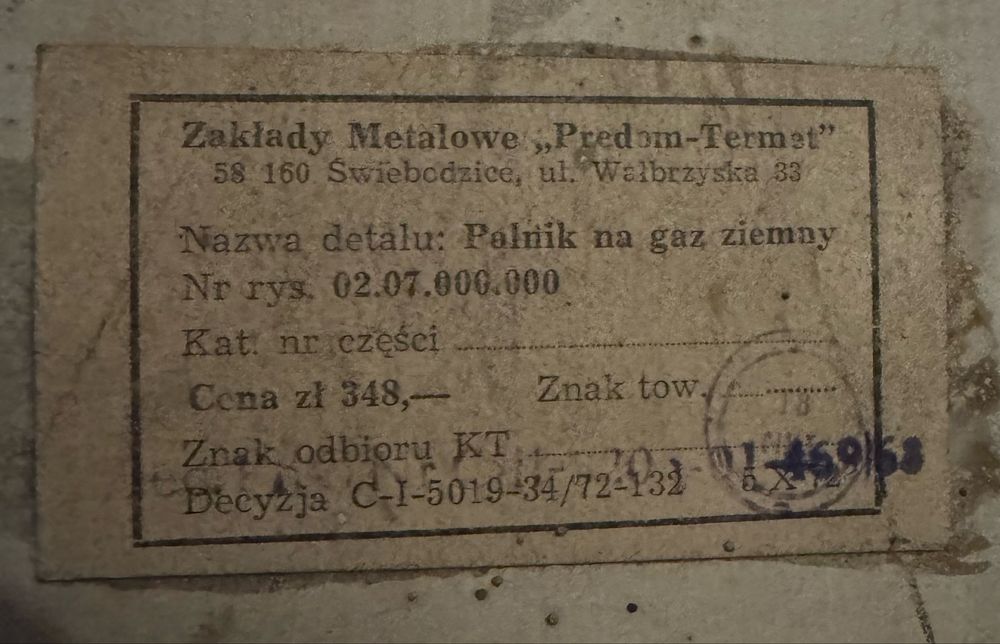 Zakłady Metalowe „Predom-Termet”
58 160 Świebodzice, ul. Wałbrzyska 33
Nazwa detalu: Palnik na gaz ziemny
Nr rys. 02.07.000.000
Kat. nr części
Cena zł 348,—
Znak tow.
Znak odbioru KT
Decyzja C-I-5019-34/72-132 5 X 72